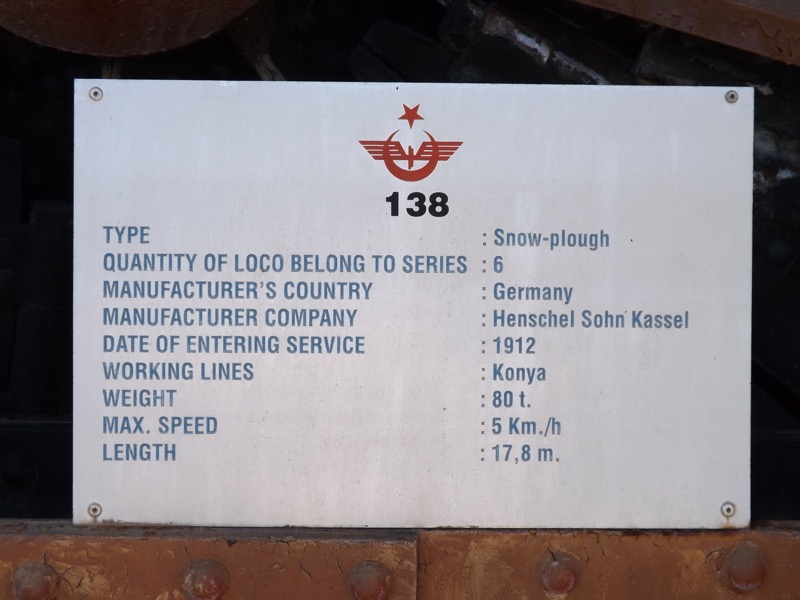 138
TYPE : Snow-plough
QUANTITY OF LOCO BELONG TO SERIES : 6
MANUFACTURER'S COUNTRY : Germany
MANUFACTURER COMPANY : Henschel Sohn Kassel
DATE OF ENTERING SERVICE : 1912
WORKING LINES : Konya
WEIGHT : 80 t.
MAX. SPEED : 5 Km./h
LENGTH : 17,8 m.